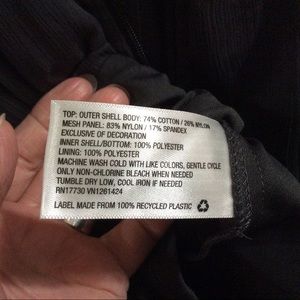 TOP: OUTER SHELL BODY: 74% COTTON / 26% NYLON
MESH PANEL: 83% NYLON / 17% SPANDEX
EXCLUSIVE OF DECORATION
INNER SHELL/BOTTOM: 100% POLYESTER
LINING: 100% POLYESTER
MACHINE WASH COLD WITH LIKE COLORS, GENTLE CYCLE
ONLY NON-CHLORINE BLEACH WHEN NEEDED
TUMBLE DRY LOW, COOL IRON IF NEEDED
RN17730 VN1261424
LABEL MADE FROM 100% RECYCLED PLASTIC